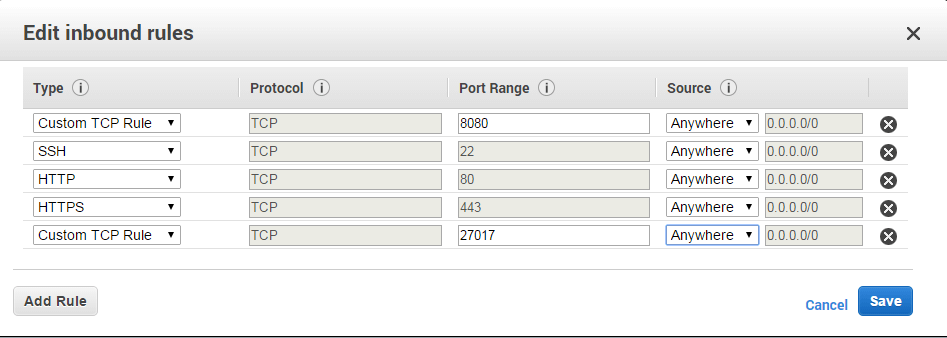 Edit inbound rules
Type Protocol Port Range Source
Custom TCP Rule TCP 8080 Anywhere 0.0.0.0/0
SSH TCP 22 Anywhere 0.0.0.0/0
HTTP TCP 80 Anywhere 0.0.0.0/0
HTTPS TCP 443 Anywhere 0.0.0.0/0
Custom TCP Rule TCP 27017 Anywhere 0.0.0.0/0
Add Rule Cancel Save